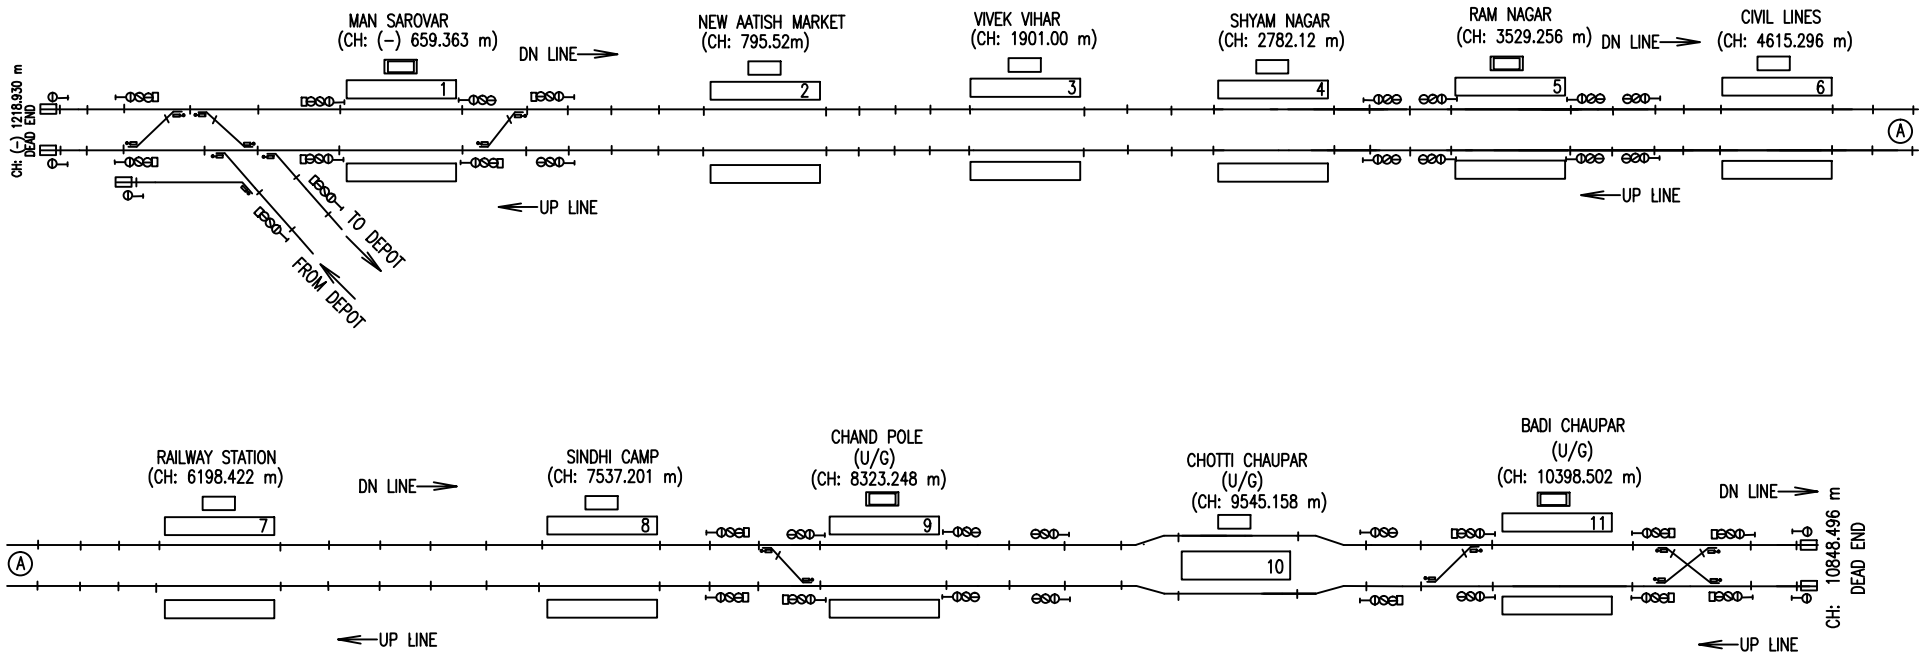 MAN SAROVAR
(CH: (-) 659.363 m)
DN LINE
NEW AATISH MARKET
(CH: 795.52m)
VIVEK VIHAR
(CH: 1901.00 m)
SHYAM NAGAR
(CH: 2782.12 m)
RAM NAGAR
(CH: 3529.256 m)
DN LINE
CIVIL LINES
(CH: 4615.296 m)
CH: (-) 1218.930 m
DEAD END
1
2
3
4
5
6
A
UP LINE
UP LINE
TO DEPOT
FROM DEPOT
RAILWAY STATION
(CH: 6198.422 m)
DN LINE
SINDHI CAMP
(CH: 7537.201 m)
CHAND POLE
(U/G)
(CH: 8323.248 m)
CHOTTI CHAUPAR
(U/G)
(CH: 9545.158 m)
BADI CHAUPAR
(U/G)
(CH: 10398.502 m)
DN LINE
A
7
8
9
10
11
CH: 10848.496 m
DEAD END
UP LINE
UP LINE